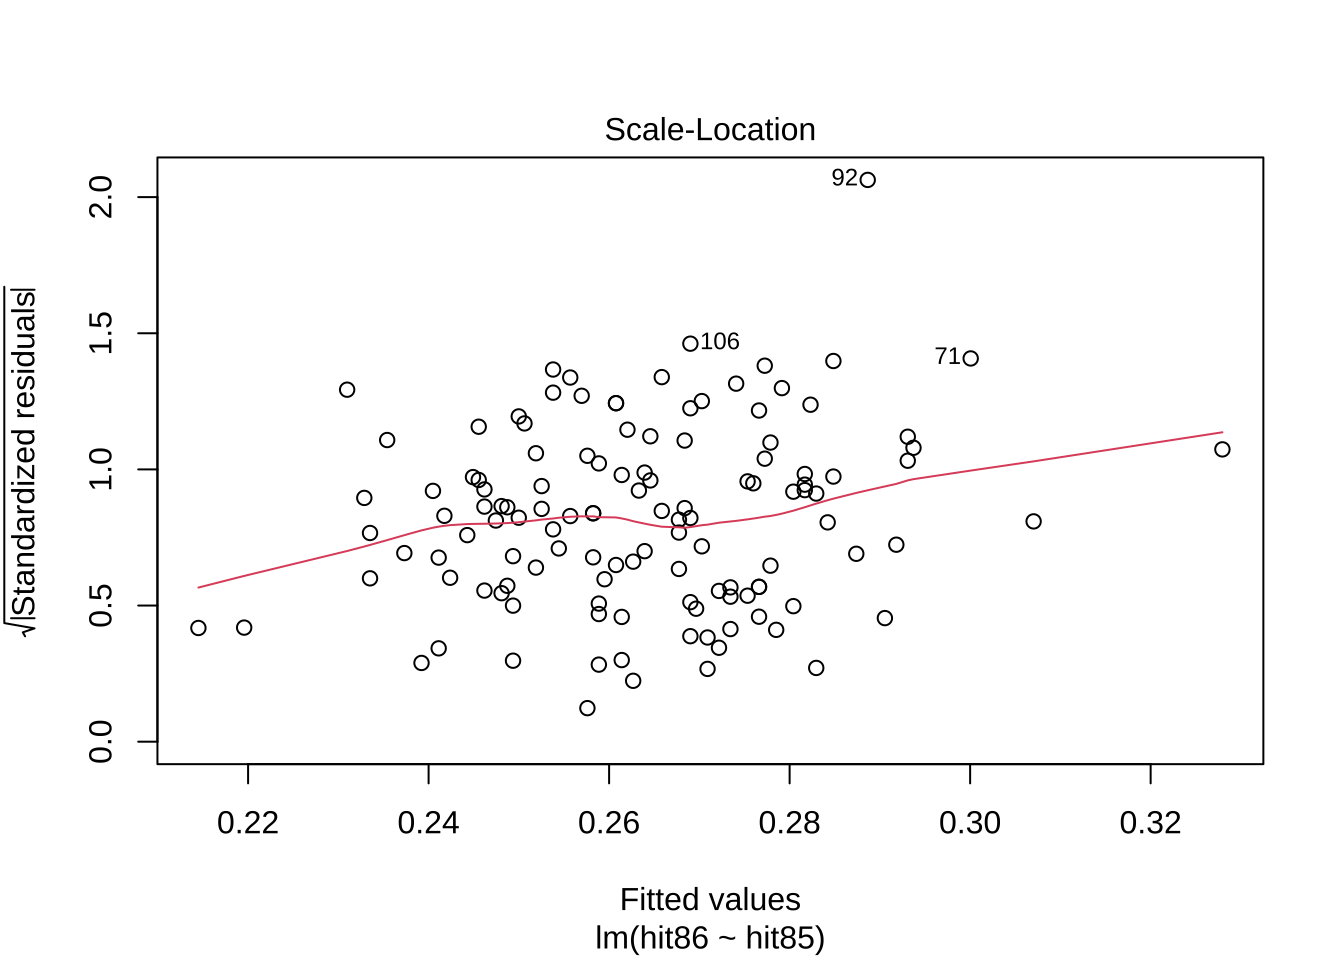 Scale-Location
√|Standardized residuals|
2.0
1.5
1.0
0.5
0.0
92
106
71
0.22 0.24 0.26 0.28 0.30 0.32
Fitted values
lm(hit86 ~ hit85)